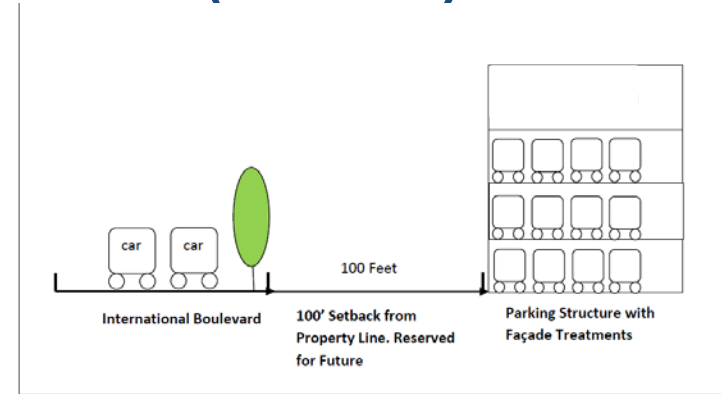 car
car
100 Feet
International Boulevard
100' Setback from
Property Line. Reserved
for Future
Parking Structure with
Façade Treatments